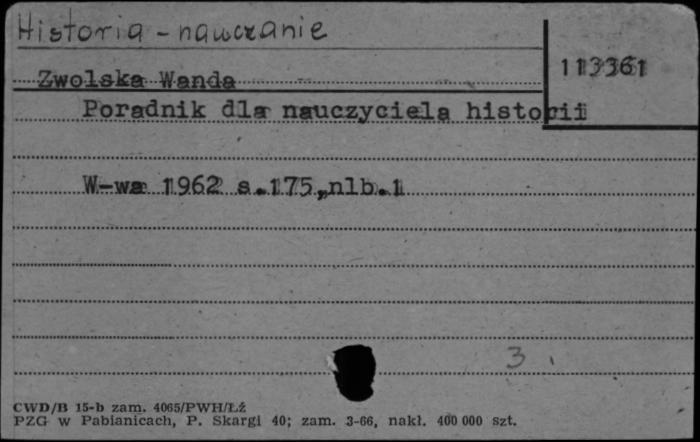 Historia - nauczanie
113361
Zwolska Wanda
Poradnik dla nauczyciela historii
W-wa 1962 s.175,nlb.1
3
CWD/B 15-b zam. 4065/PWH/Łź
PZG w Pabianicach, P. Skargi 40; zam. 3-66, nakł. 400 000 szt.